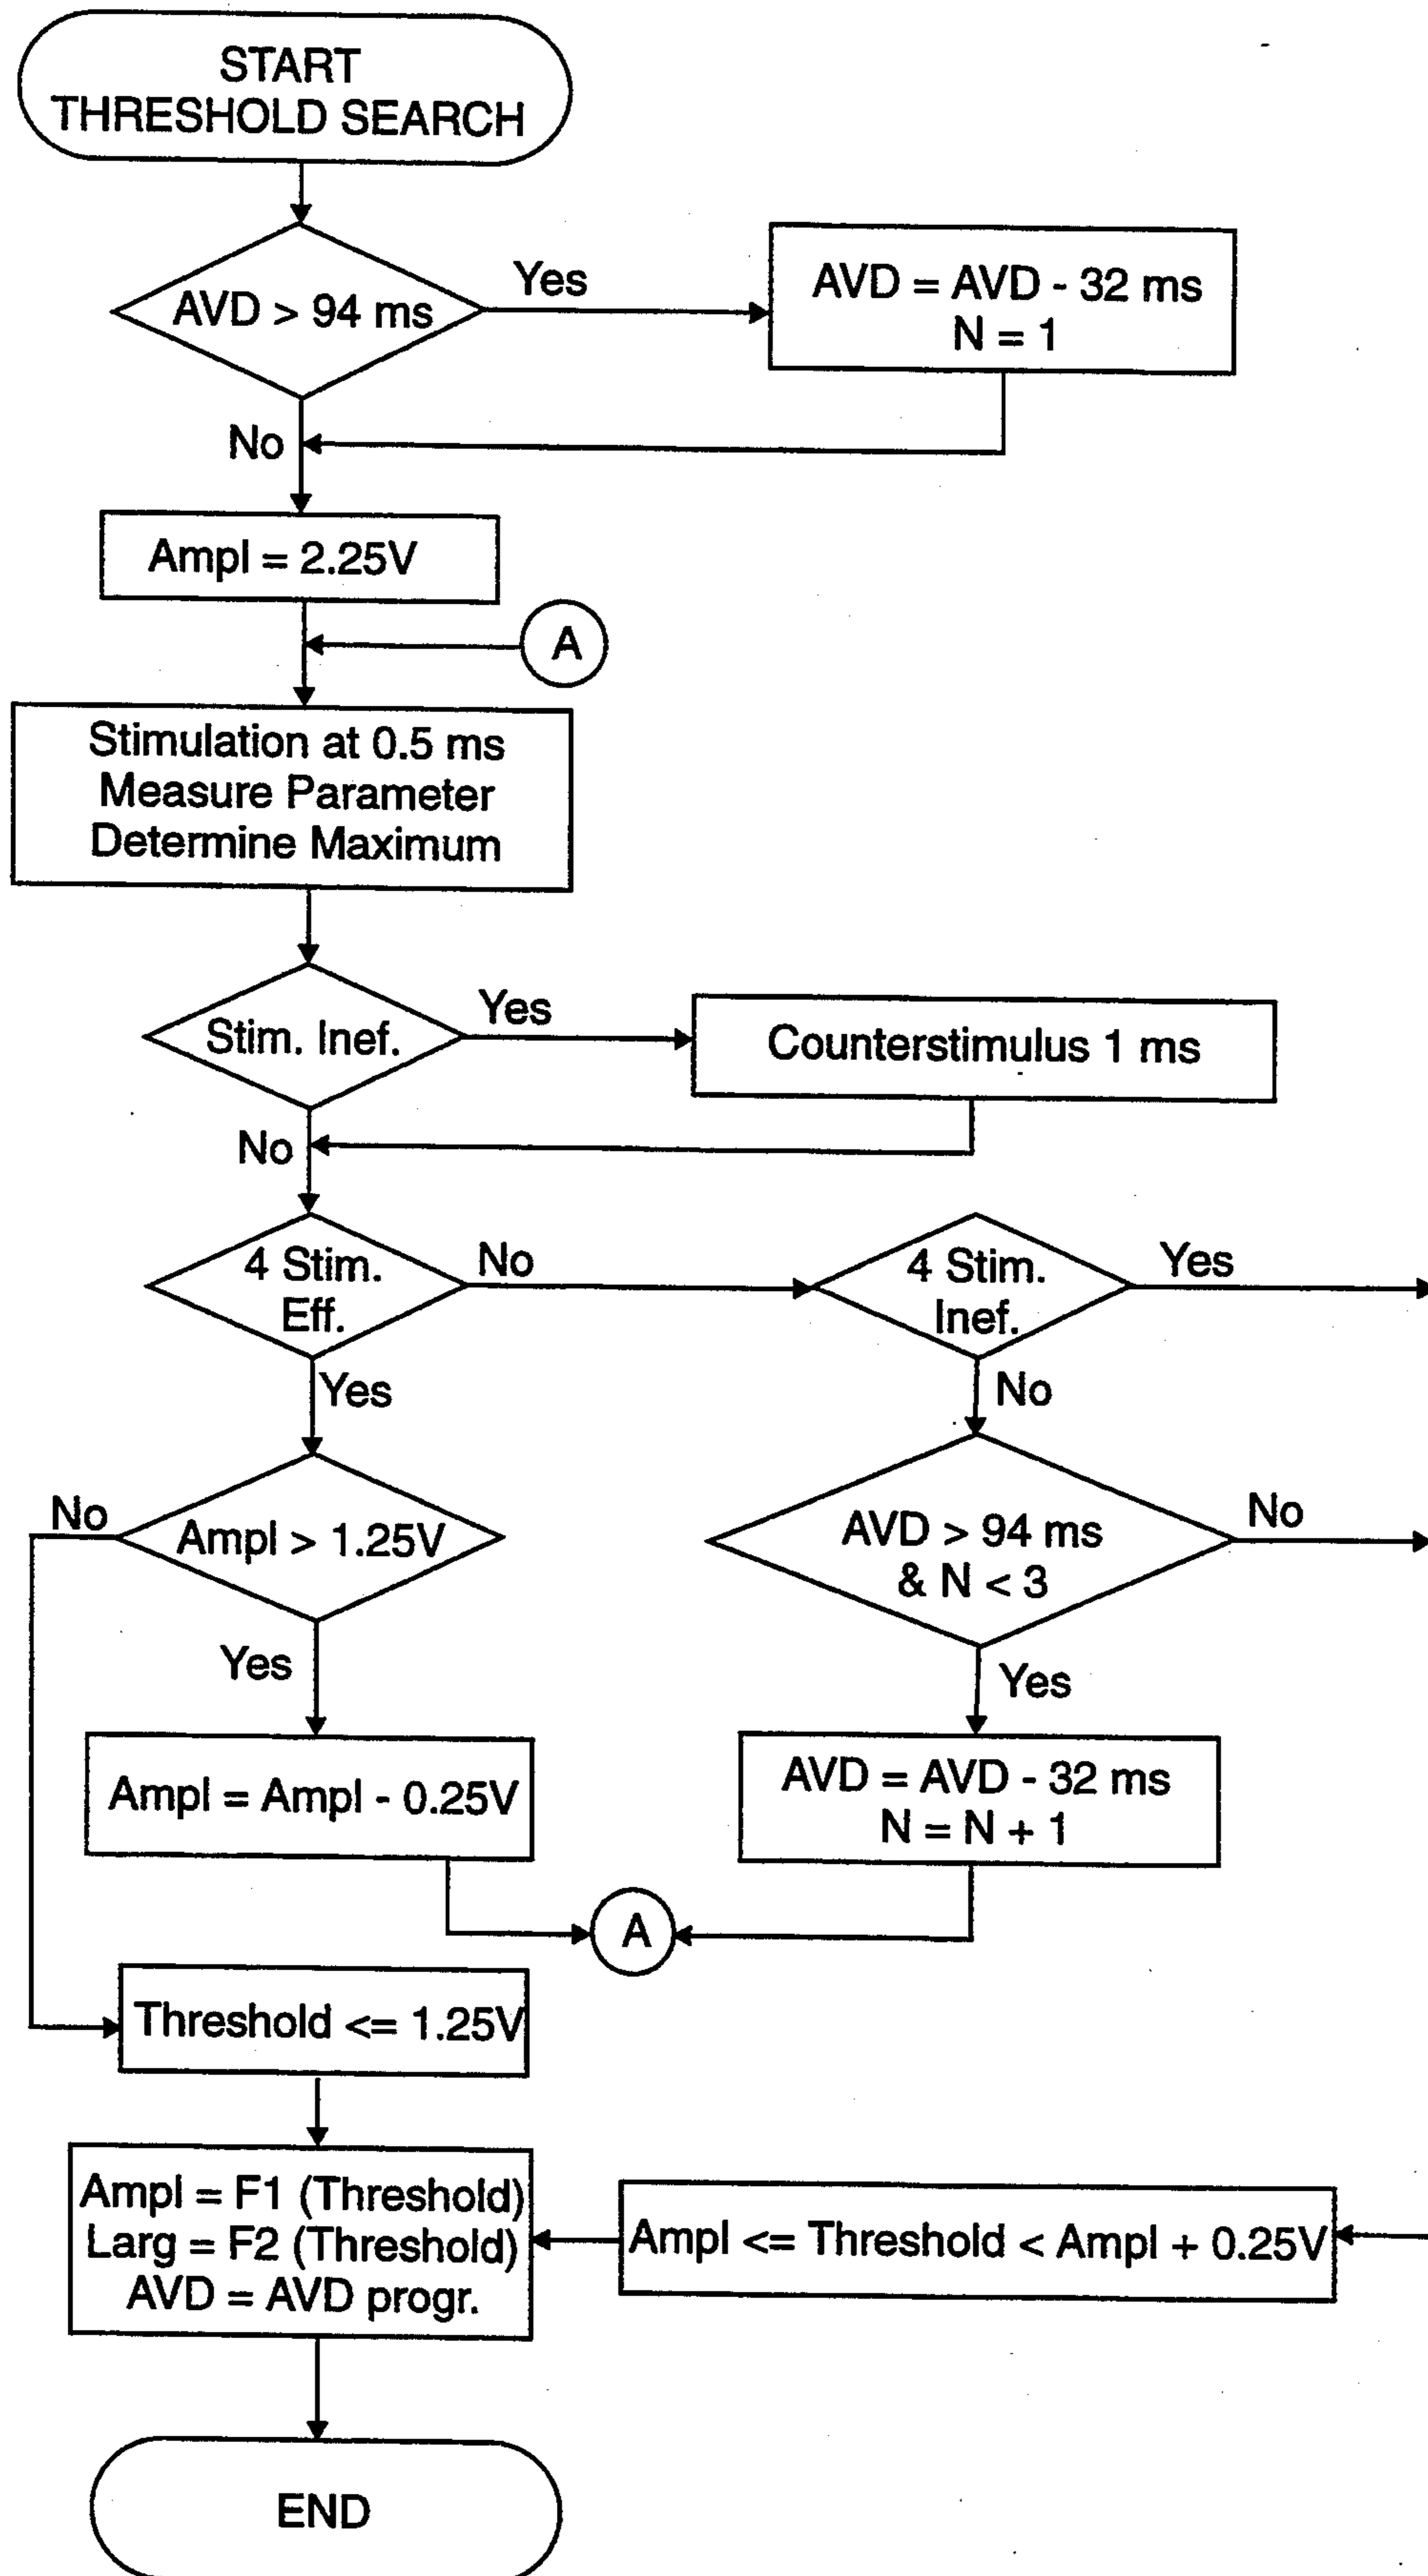 START
THRESHOLD SEARCH
AVD > 94 ms
Yes
AVD = AVD - 32 ms
N = 1
No
Ampl = 2.25V
A
Stimulation at 0.5 ms
Measure Parameter
Determine Maximum
Stim. Inef.
Yes
Counterstimulus 1 ms
No
4 Stim.
Eff.
No
4 Stim.
Inef.
Yes
Yes
No
No
Ampl > 1.25V
AVD > 94 ms
& N < 3
No
Yes
Yes
Ampl = Ampl - 0.25V
AVD = AVD - 32 ms
N = N + 1
A
Threshold <= 1.25V
Ampl = F1 (Threshold)
Larg = F2 (Threshold)
AVD = AVD progr.
Ampl <= Threshold < Ampl + 0.25V
END